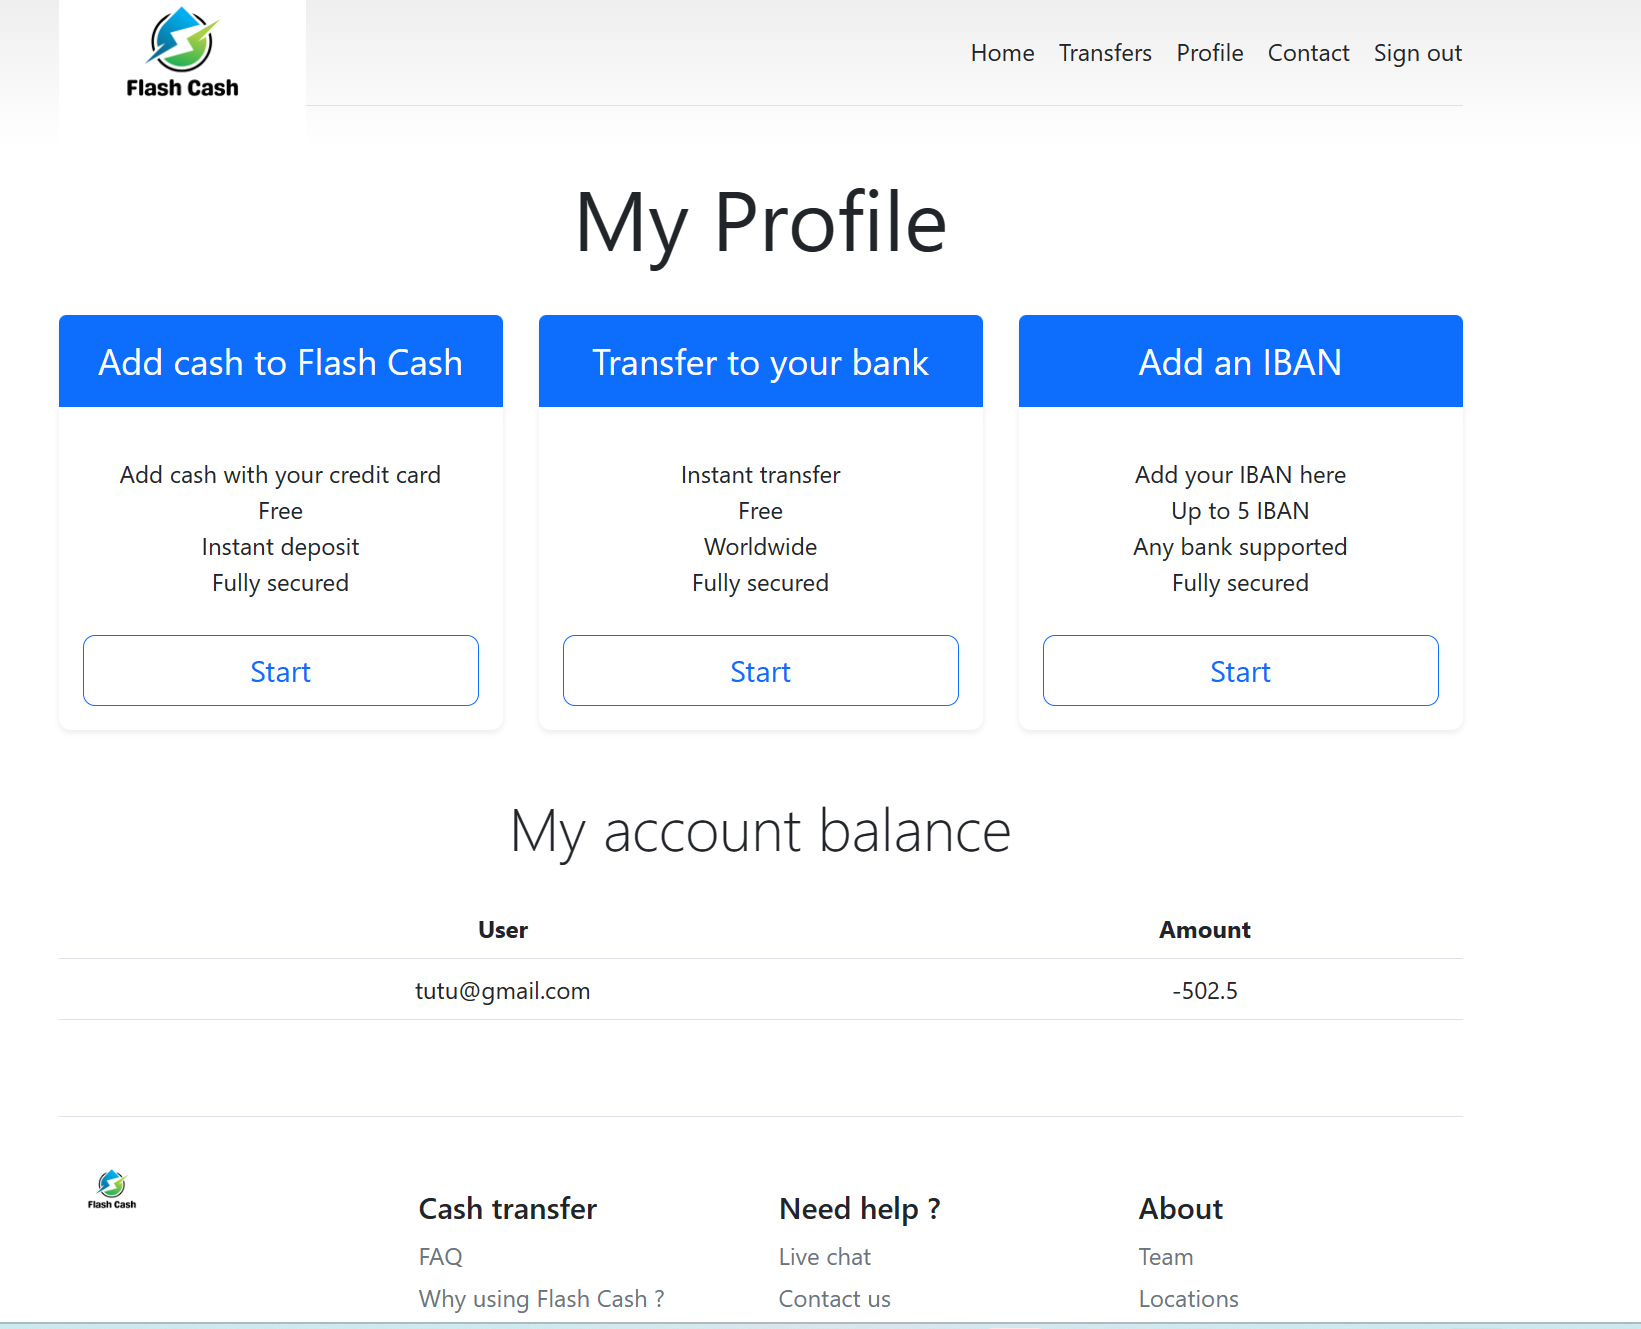 Flash Cash
Home Transfers Profile Contact Sign out
My Profile
Add cash to Flash Cash
Add cash with your credit card
Free
Instant deposit
Fully secured
Start
Transfer to your bank
Instant transfer
Free
Worldwide
Fully secured
Start
Add an IBAN
Add your IBAN here
Up to 5 IBAN
Any bank supported
Fully secured
Start
My account balance
User Amount
tutu@gmail.com -502.5
Flash Cash
Cash transfer
FAQ
Why using Flash Cash ?
Need help ?
Live chat
Contact us
About
Team
Locations